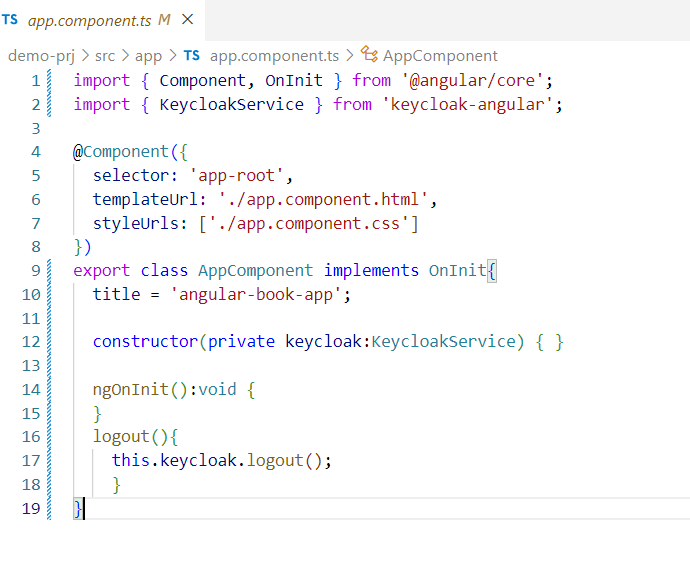 TS app.component.ts M ×
demo-prj > src > app > TS app.component.ts > AppComponent
1 import { Component, OnInit } from '@angular/core';
2 import { KeycloakService } from 'keycloak-angular';
3
4 @Component({
5   selector: 'app-root',
6   templateUrl: './app.component.html',
7   styleUrls: ['./app.component.css']
8 })
9 export class AppComponent implements OnInit{
10   title = 'angular-book-app';
11
12   constructor(private keycloak:KeycloakService) { }
13
14   ngOnInit():void {
15   }
16   logout(){
17     this.keycloak.logout();
18     }
19 }